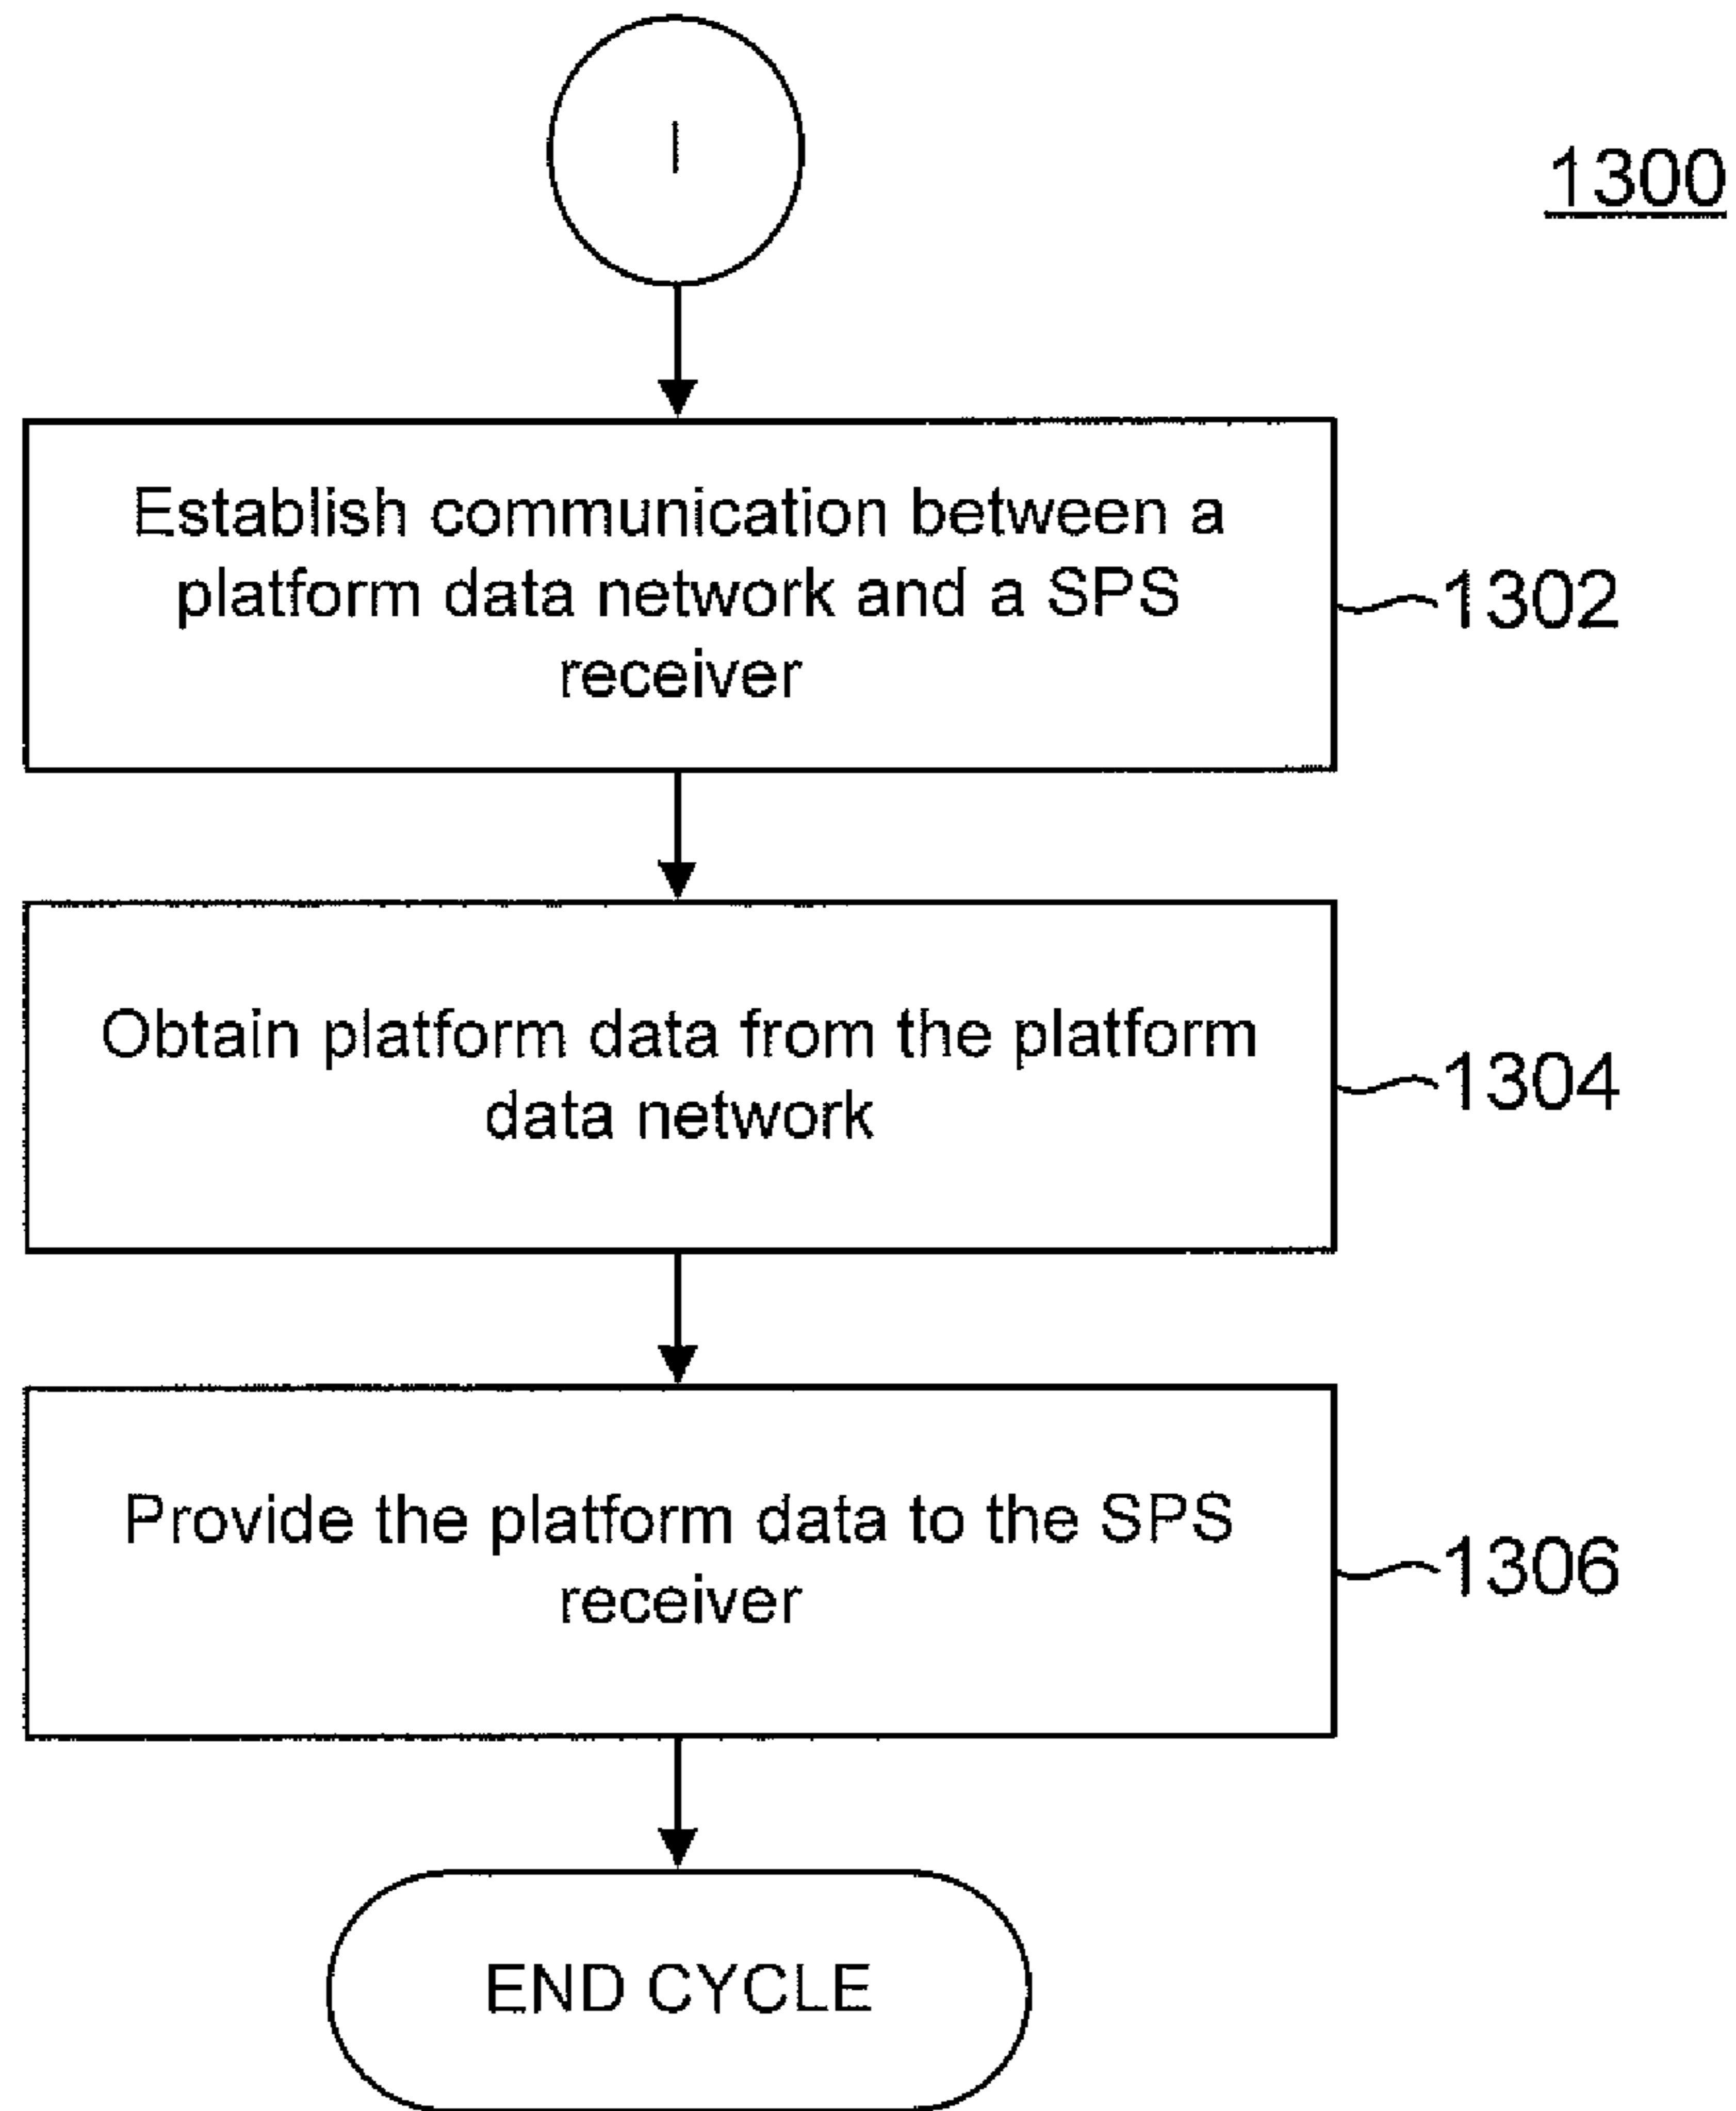 I
1300
Establish communication between a
platform data network and a SPS
receiver
1302
Obtain platform data from the platform
data network
1304
Provide the platform data to the SPS
receiver
1306
END CYCLE